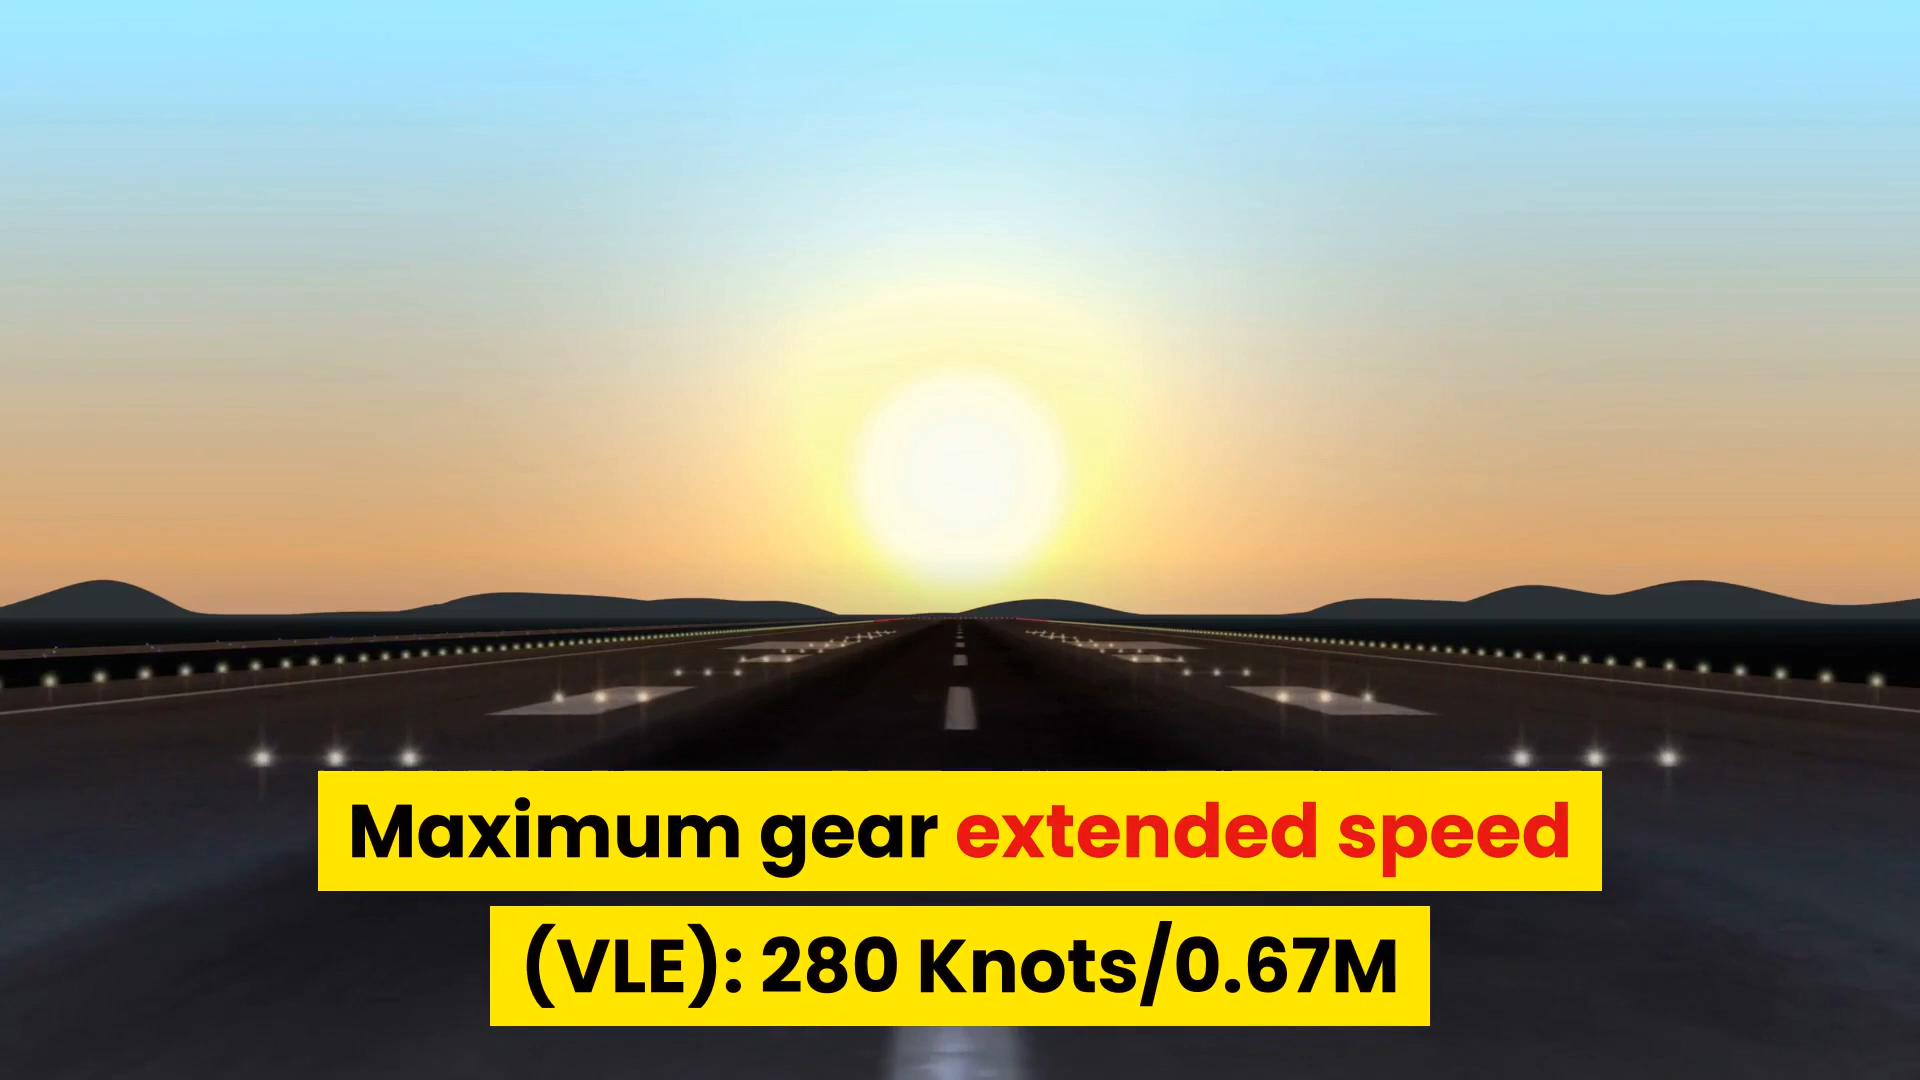 Maximum gear extended speed
(VLE): 280 Knots/0.67M